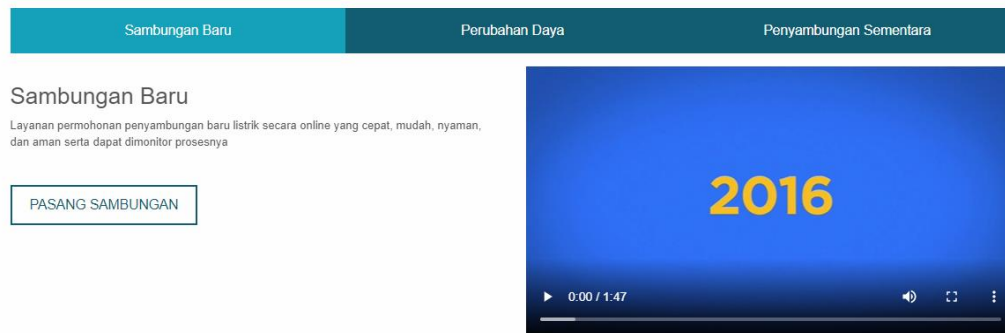 Sambungan Baru
Perubahan Daya
Penyambungan Sementara
Sambungan Baru
Layanan permohonan penyambungan baru listrik secara online yang cepat, mudah, nyaman,
dan aman serta dapat dimonitor prosesnya
PASANG SAMBUNGAN
2016
0:00 / 1:47